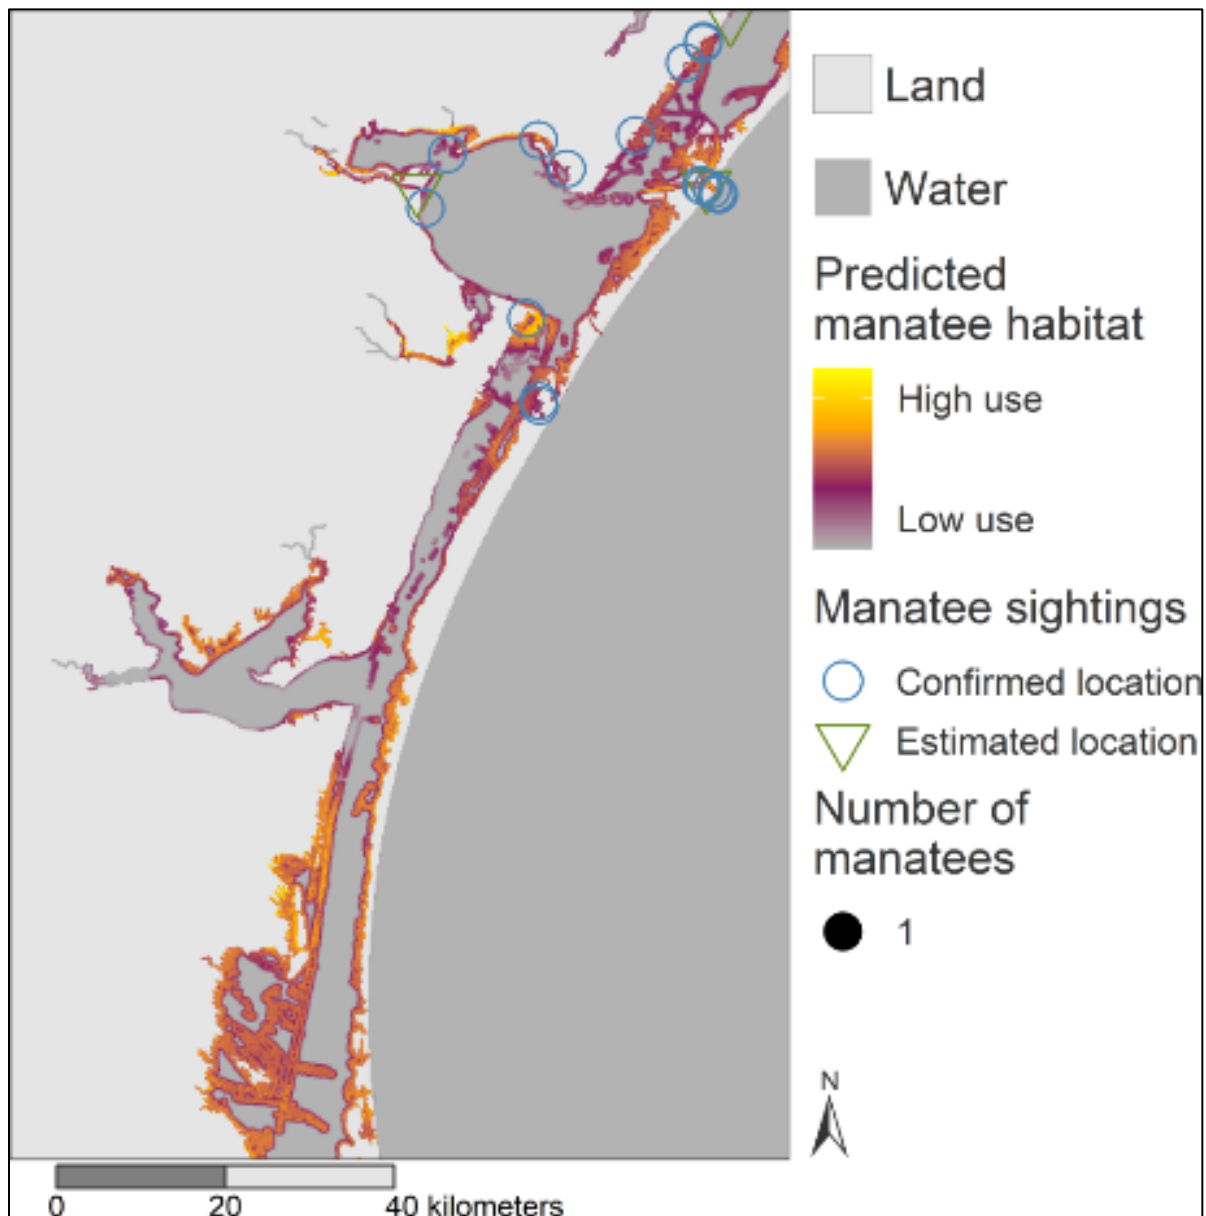 Land
Water
Predicted
manatee habitat
High use
Low use
Manatee sightings
Confirmed location
Estimated location
Number of
manatees
1
N
0 20 40 kilometers